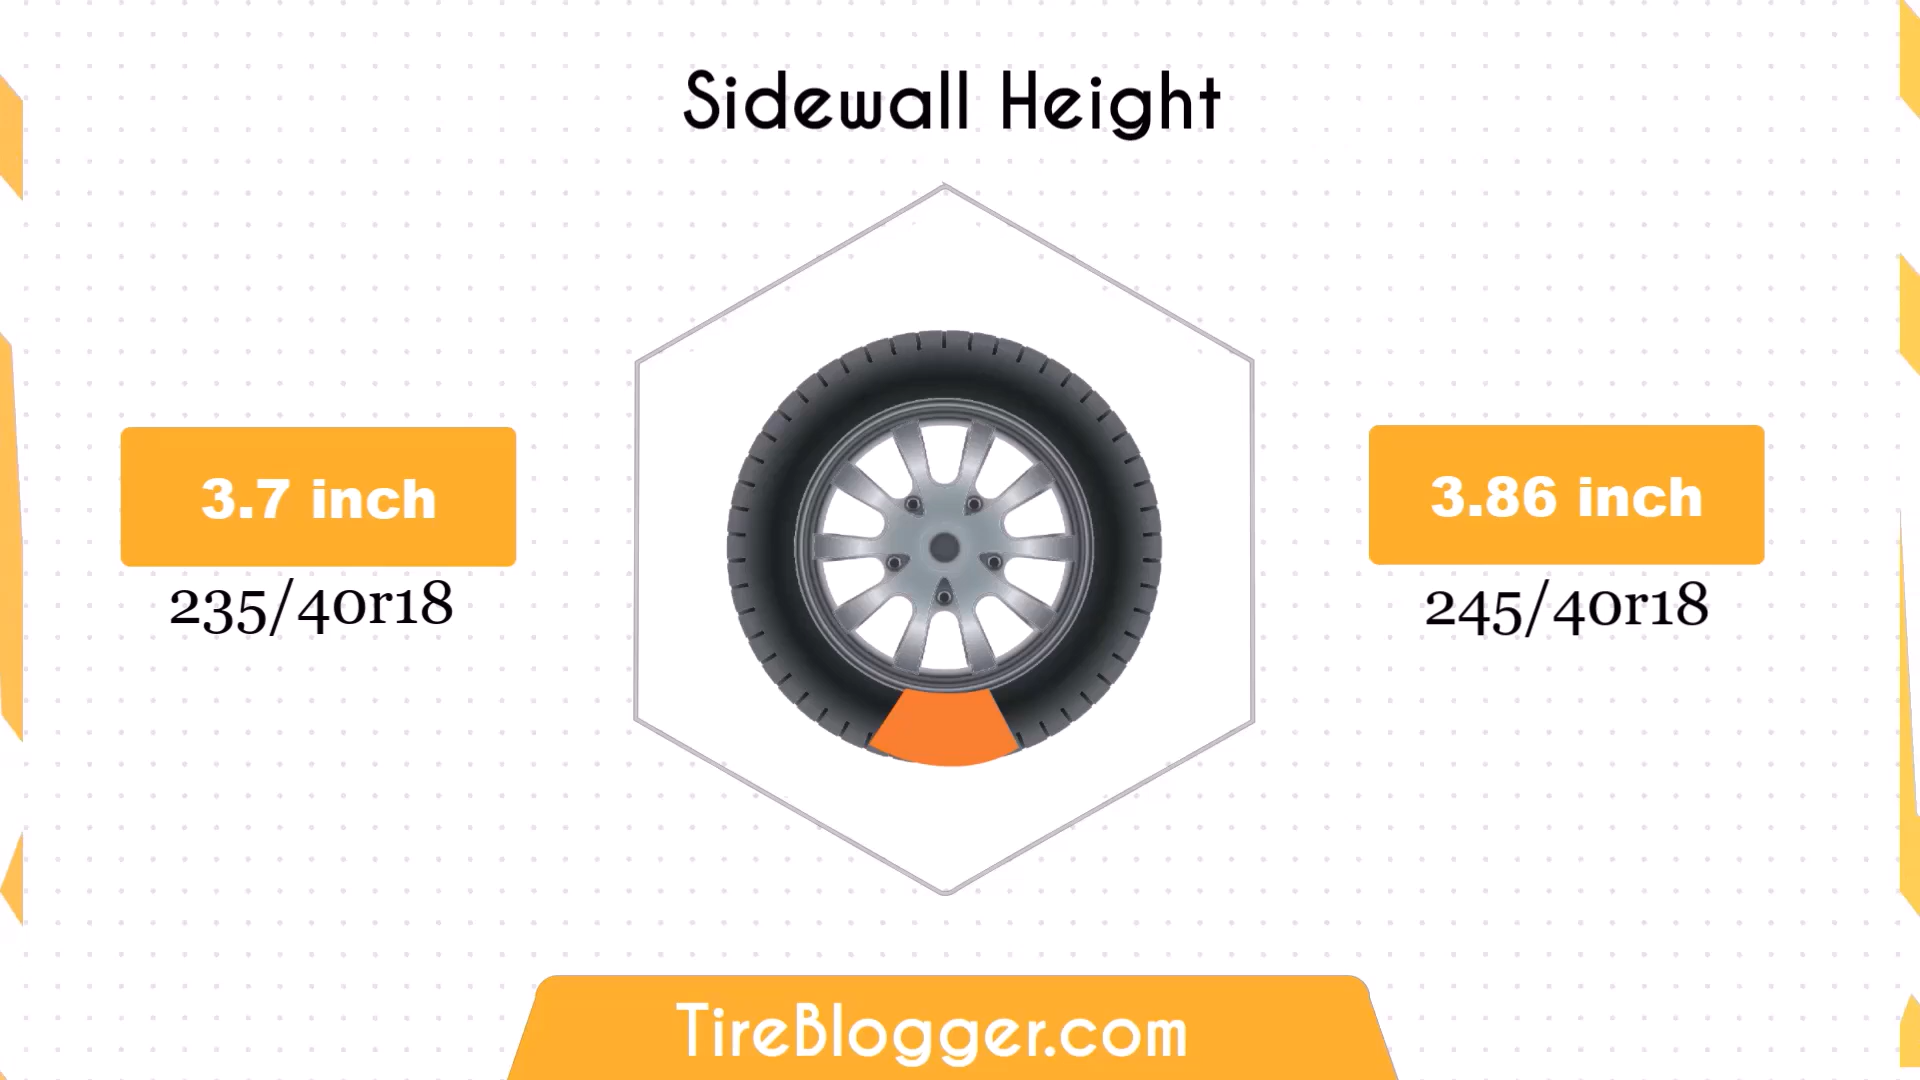 Sidewall Height
3.7 inch
235/40r18
3.86 inch
245/40r18
TireBlogger.com